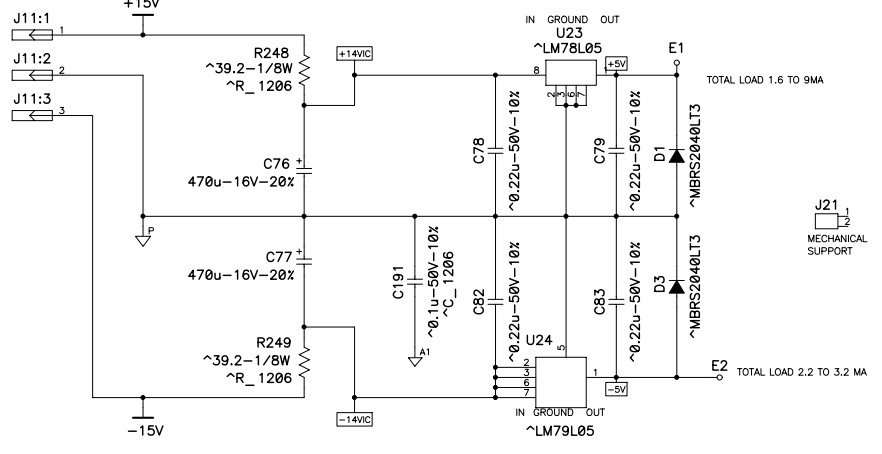 +15V
J11:1
1
J11:2
2
J11:3
3
R248
^39.2-1/8W
^R_1206
+14VIC
IN GROUND OUT
U23
^LM78L05
8
1
2
3
6
7
+5V
E1
TOTAL LOAD 1.6 TO 9MA
C76
+
470u-16V-20%
C78
^0.22u-50V-10%
C79
^0.22u-50V-10%
D1
^MBRS2040LT3
J21
1
2
MECHANICAL
SUPPORT
P
C77
+
470u-16V-20%
C191
^0.1u-50V-10%
^C_1206
A1
C82
^0.22u-50V-10%
C83
^0.22u-50V-10%
D3
^MBRS2040LT3
R249
^39.2-1/8W
^R_1206
U24
5
2
3
6
7
1
E2
TOTAL LOAD 2.2 TO 3.2 MA
-5V
IN GROUND OUT
^LM79L05
-14VIC
-15V